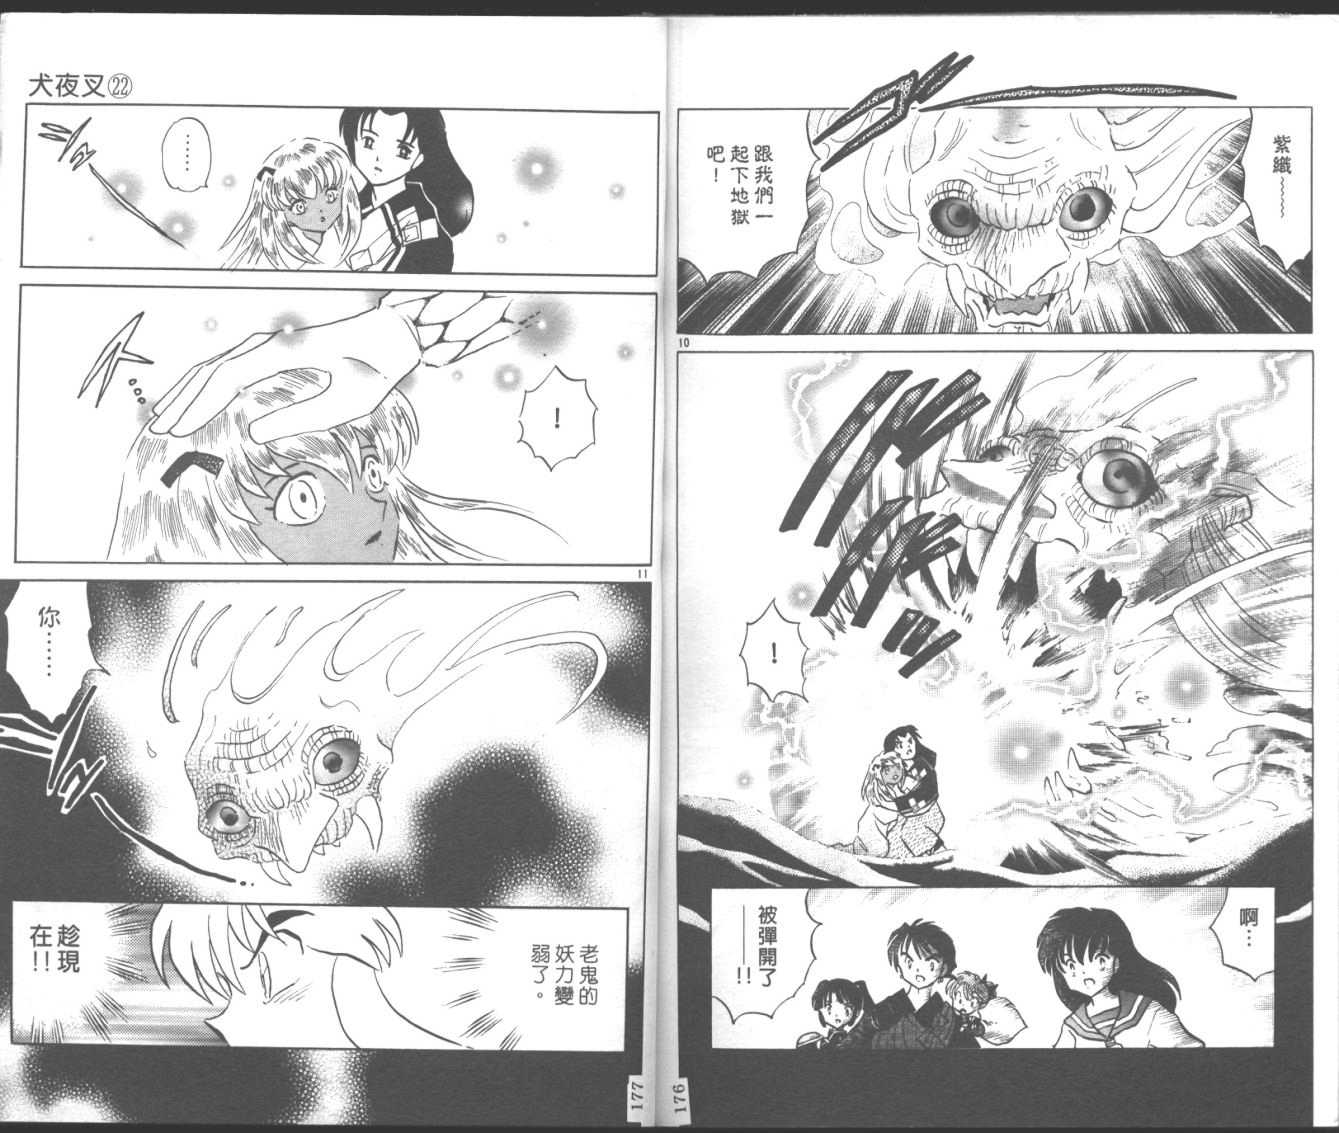 紫織~~~~~
跟我們一
起下地獄
吧！
10
！
啊…
被彈開了
——!!
176
犬夜叉㉒
……
！
11
你……
老鬼的
妖力變
弱了。
趁現
在!!
177